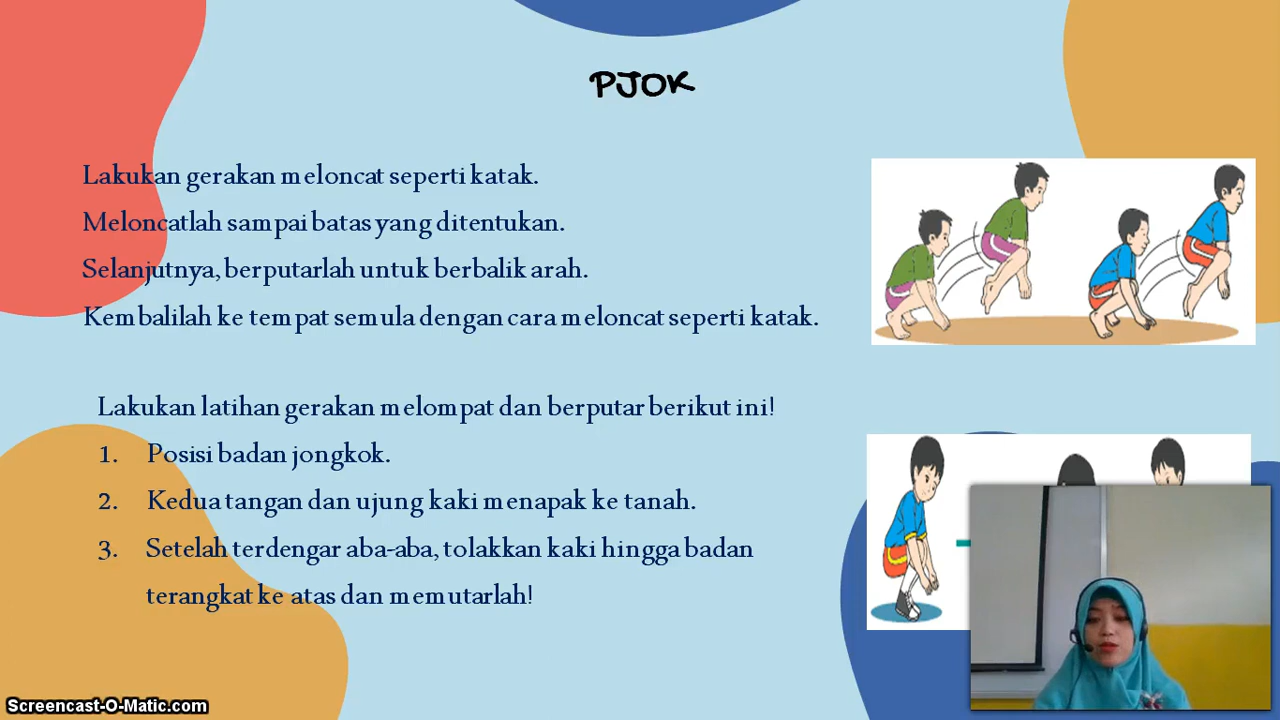 PJOK
Lakukan gerakan meloncat seperti katak.
Meloncatlah sampai batas yang ditentukan.
Selanjutnya, berputarlah untuk berbalik arah.
Kembalilah ke tempat semula dengan cara meloncat seperti katak.
Lakukan latihan gerakan melompat dan berputar berikut ini!
1. Posisi badan jongkok.
2. Kedua tangan dan ujung kaki menapak ke tanah.
3. Setelah terdengar aba-aba, tolakkan kaki hingga badan
terangkat ke atas dan memutarlah!
Screencast-O-Matic.com